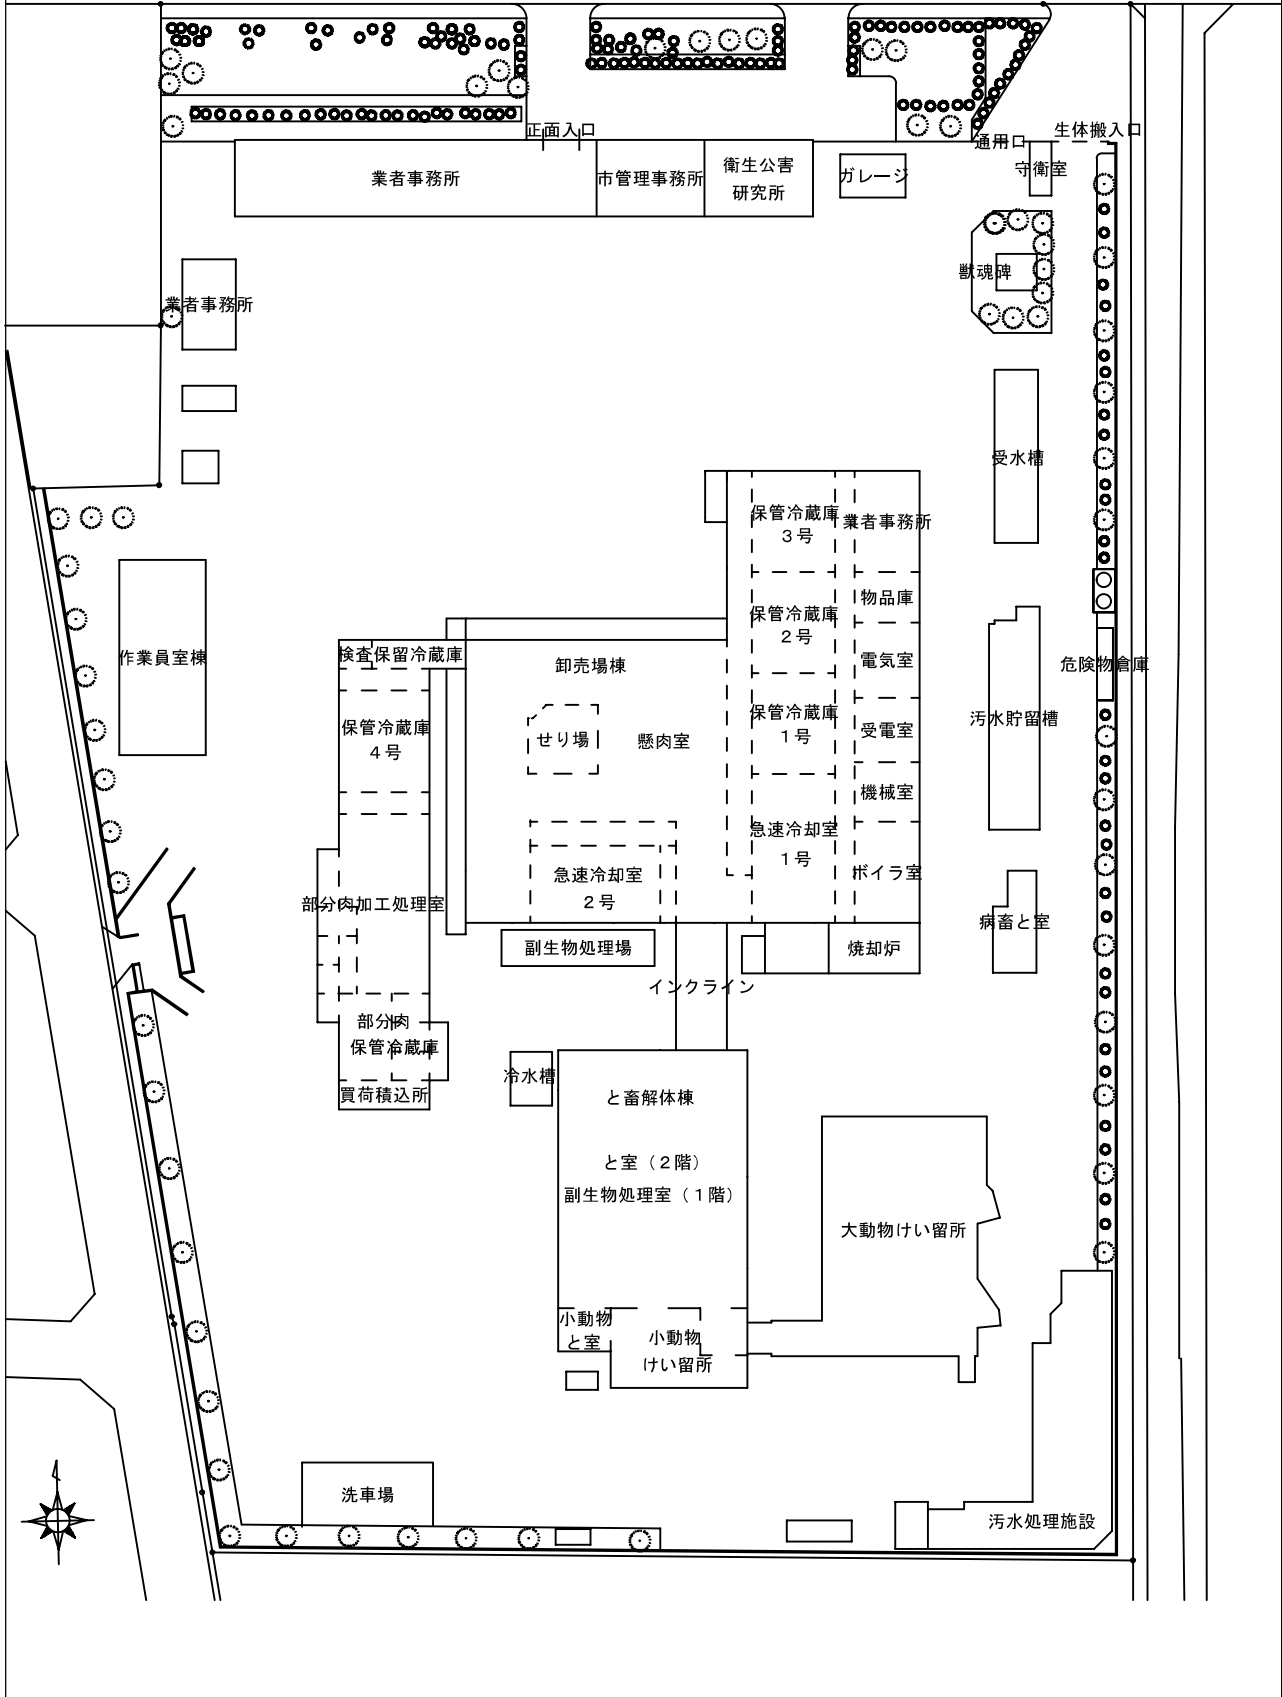 正面入口
生体搬入口
通用口
業者事務所
市管理事務所
衛生公害
研究所
ガレージ
守衛室
獣魂碑
業者事務所
受水槽
保管冷蔵庫
3号
業者事務所
物品庫
保管冷蔵庫
2号
検査保留冷蔵庫
卸売場棟
電気室
危険物倉庫
作業員室棟
保管冷蔵庫
4号
せり場
懸肉室
保管冷蔵庫
1号
受電室
汚水貯留槽
機械室
急速冷却室
1号
ボイラ室
急速冷却室
2号
部分肉加工処理室
病畜と室
副生物処理場
焼却炉
インクライン
部分肉
保管冷蔵庫
冷水槽
買荷積込所
と畜解体棟
と室(2階)
副生物処理室(1階)
大動物けい留所
小動物
と室
小動物
けい留所
洗車場
汚水処理施設